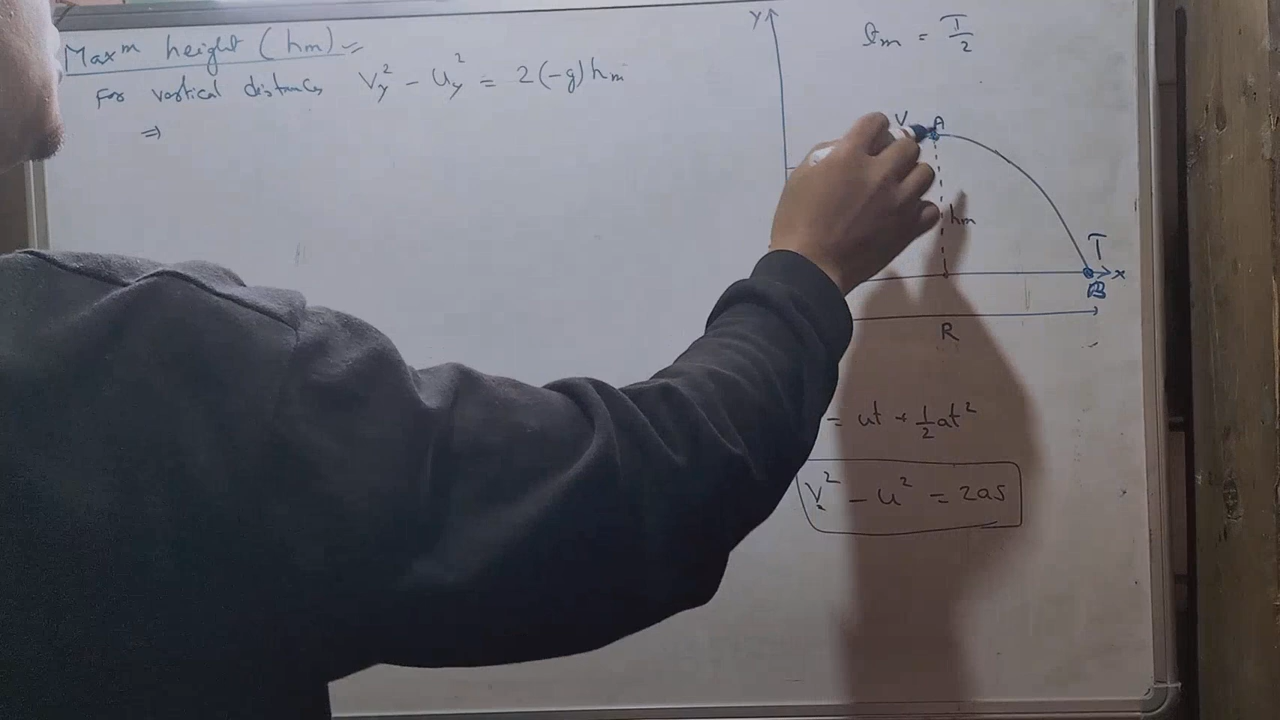 Maxᵐ height (hm)
For vertical distance, Vy² - Uy² = 2(-g)hm
⇒
y
tm = T/2
V A
hm
T
x
B
R
= ut + ½at²
v² - u² = 2as